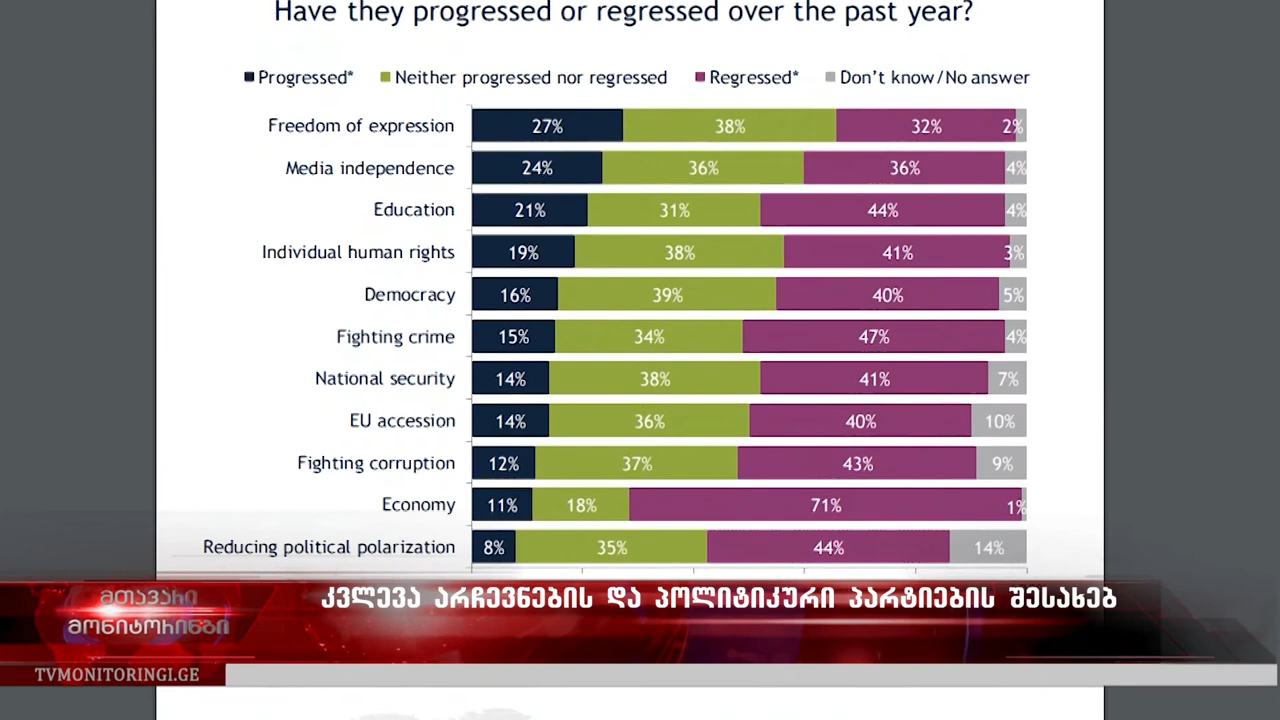 Have they progressed or regressed over the past year?
Progressed* Neither progressed nor regressed Regressed* Don't know/No answer
Freedom of expression 27% 38% 32% 2%
Media independence 24% 36% 36% 4%
Education 21% 31% 44% 4%
Individual human rights 19% 38% 41% 3%
Democracy 16% 39% 40% 5%
Fighting crime 15% 34% 47% 4%
National security 14% 38% 41% 7%
EU accession 14% 36% 40% 10%
Fighting corruption 12% 37% 43% 9%
Economy 11% 18% 71% 1%
Reducing political polarization 8% 35% 44% 14%
მთავარი
მონიტორინგი
კვლევა არჩევნების და პოლიტიკური პარტიების შესახებ
TVMONITORINGI.GE